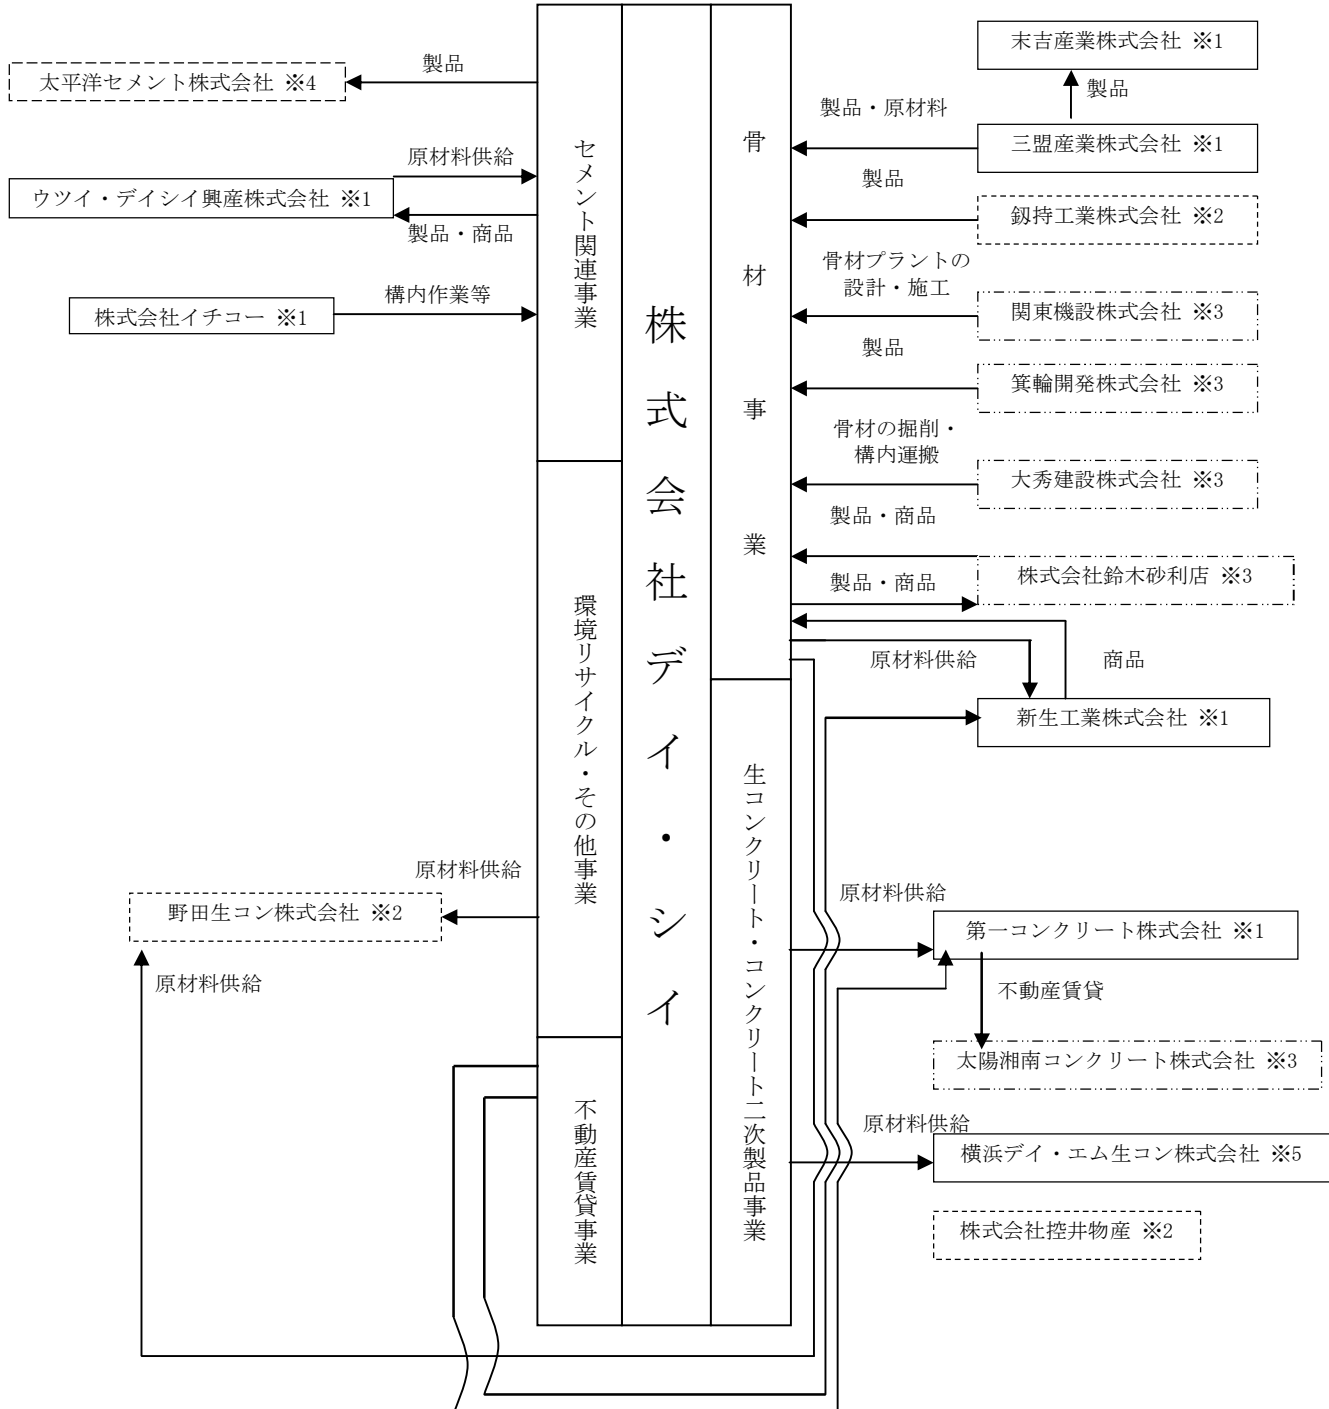 太平洋セメント株式会社 ※4
製品
ウツイ・デイシイ興産株式会社 ※1
原材料供給
製品・商品
株式会社イチコー ※1
構内作業等
野田生コン株式会社 ※2
原材料供給
原材料供給
セメント関連事業
環境リサイクル・その他事業
不動産賃貸事業
株式会社デイ・シイ
骨材事業
生コンクリート・コンクリート二次製品事業
末吉産業株式会社 ※1
製品
製品・原材料
三盟産業株式会社 ※1
製品
釼持工業株式会社 ※2
骨材プラントの
設計・施工
関東機設株式会社 ※3
製品
箕輪開発株式会社 ※3
骨材の掘削・
構内運搬
大秀建設株式会社 ※3
製品・商品
株式会社鈴木砂利店 ※3
製品・商品
原材料供給
商品
新生工業株式会社 ※1
原材料供給
第一コンクリート株式会社 ※1
不動産賃貸
太陽湘南コンクリート株式会社 ※3
原材料供給
横浜デイ・エム生コン株式会社 ※5
株式会社控井物産 ※2